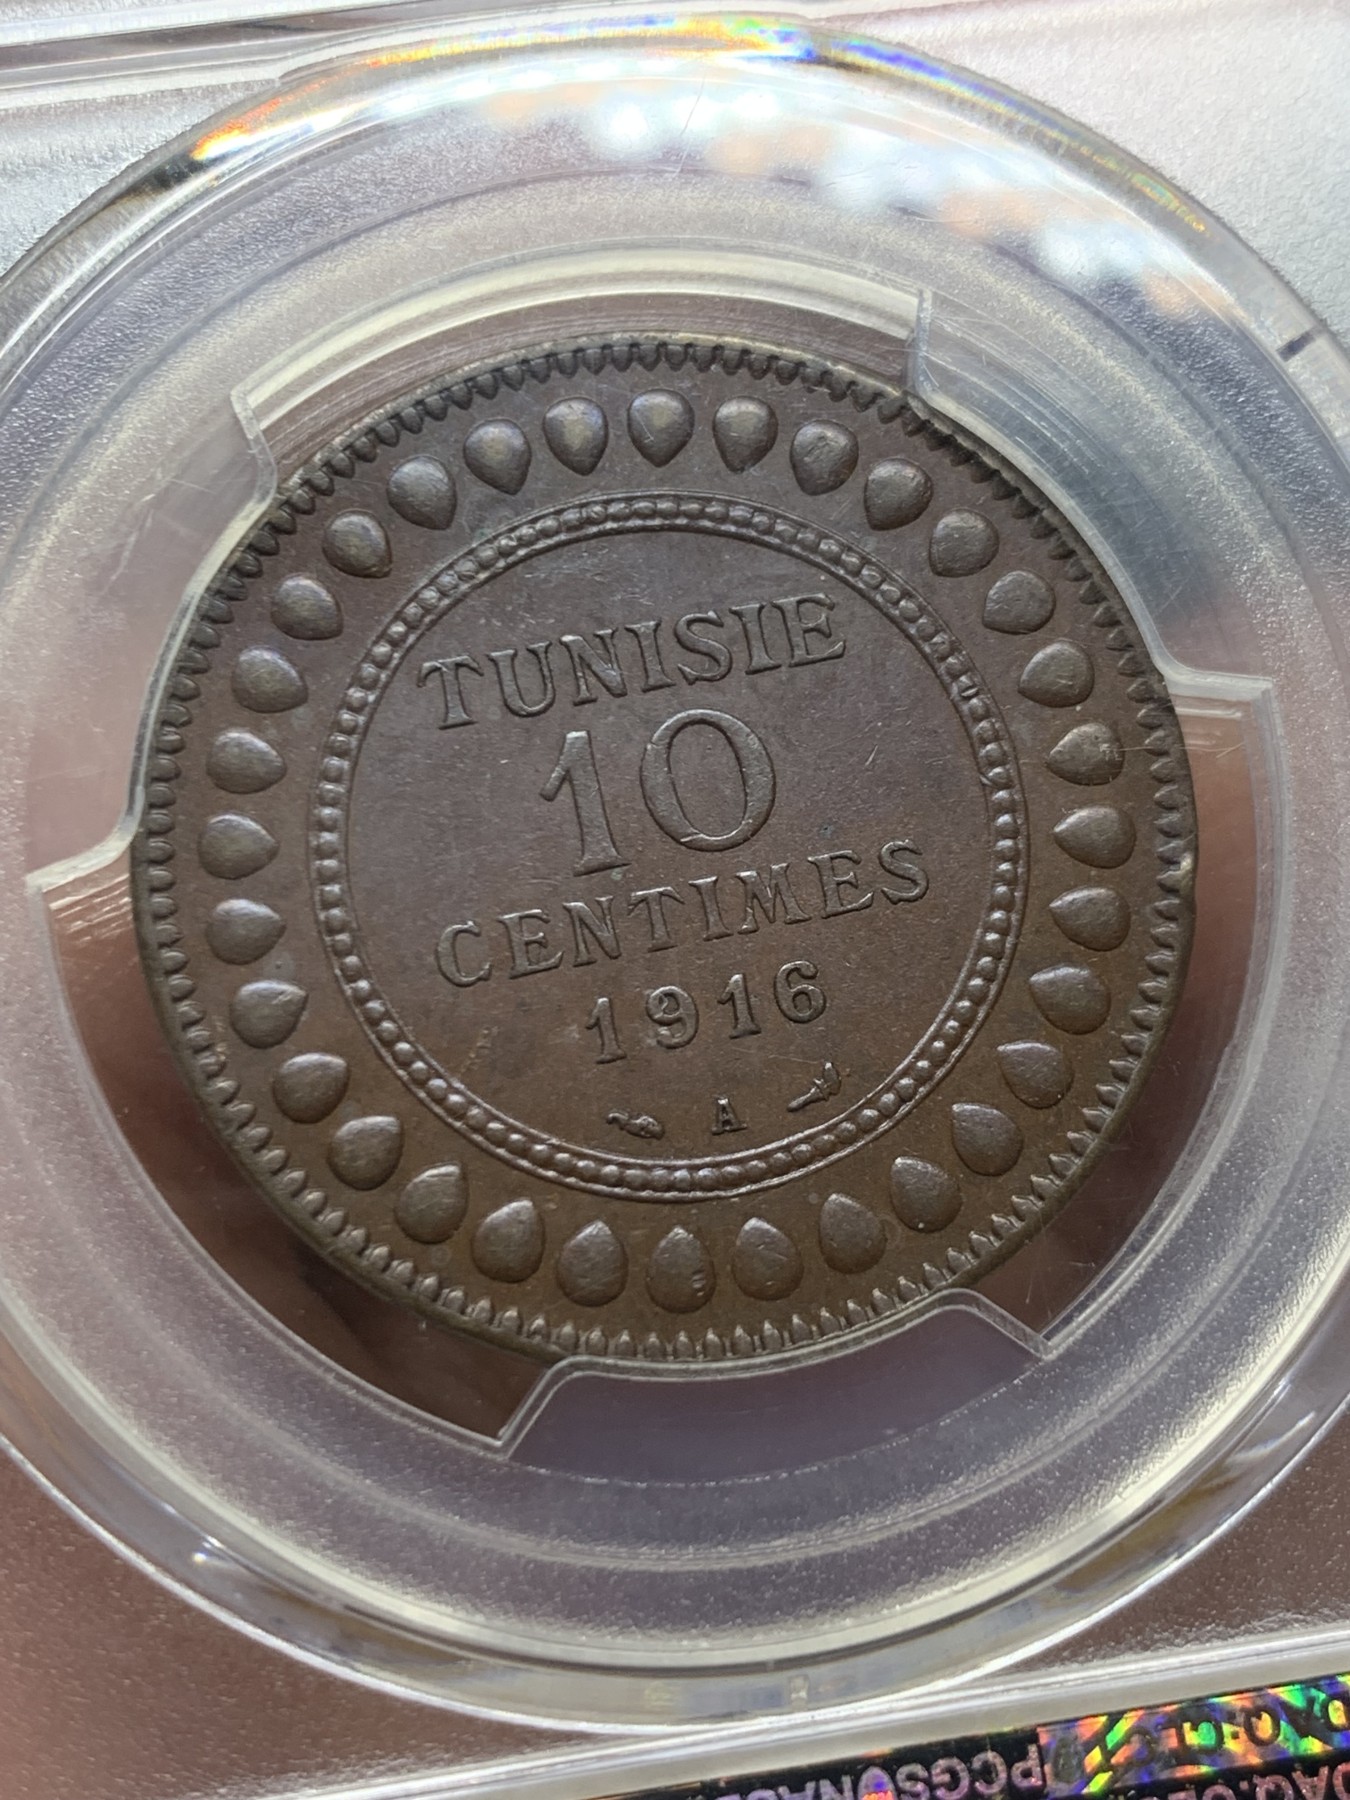 TUNISIE
10
CENTIMES
1916
A
PCGS